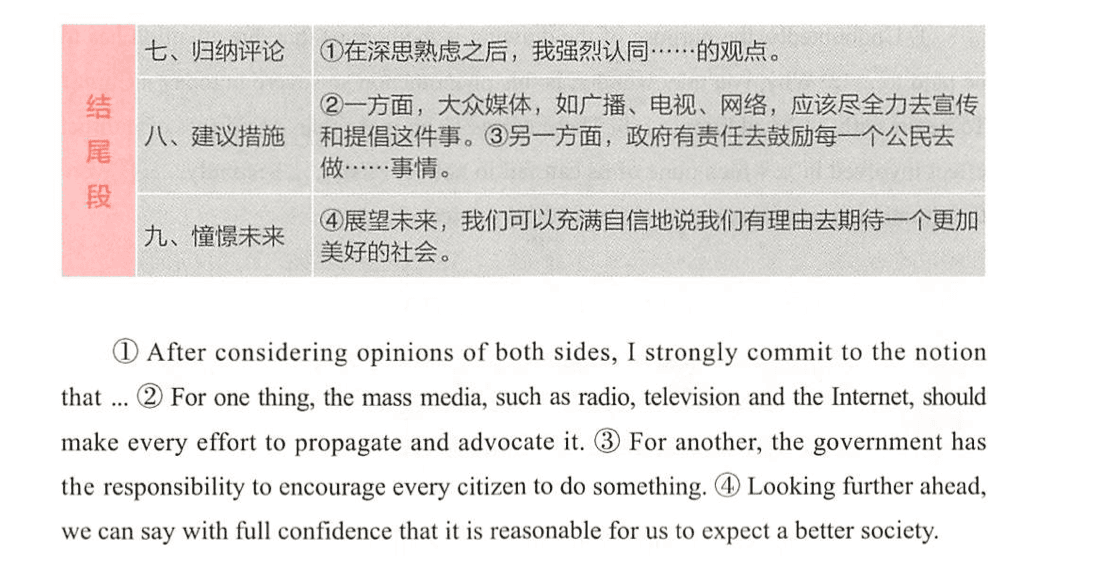 结尾段
七、归纳评论
①在深思熟虑之后，我强烈认同……的观点。
八、建议措施
②一方面，大众媒体，如广播、电视、网络，应该尽全力去宣传
和提倡这件事。③另一方面，政府有责任去鼓励每一个公民去
做……事情。
九、憧憬未来
④展望未来，我们可以充满自信地说我们有理由去期待一个更加
美好的社会。
① After considering opinions of both sides, I strongly commit to the notion
that ... ② For one thing, the mass media, such as radio, television and the Internet, should
make every effort to propagate and advocate it. ③ For another, the government has
the responsibility to encourage every citizen to do something. ④ Looking further ahead,
we can say with full confidence that it is reasonable for us to expect a better society.